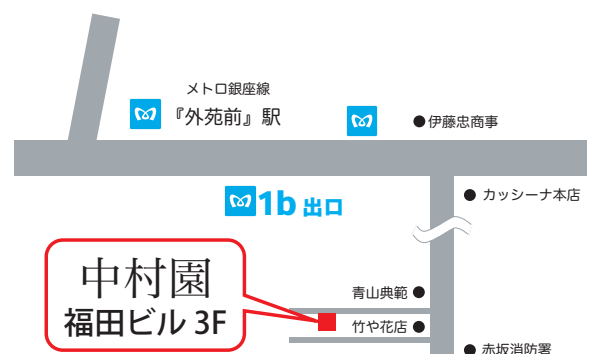 メトロ銀座線
『外苑前』駅
●伊藤忠商事
1b 出口
● カッシーナ本店
中村園
福田ビル 3F
青山典範 ●
竹や花店 ●
● 赤坂消防署